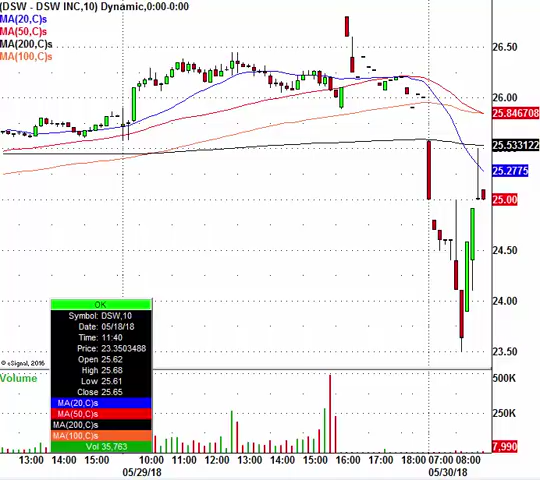 (DSW - DSW INC,10) Dynamic,0:00-0:00
MA(20,C)s
MA(50,C)s
MA(200,C)s
MA(100,C)s
26.50
26.00
25.846708
25.533122
25.2775
25.00
24.50
24.00
23.50
OK
Symbol: DSW,10
Date: 05/18/18
Time: 11:40
Price: 23.3503488
Open 25.62
High 25.68
Low 25.61
Close 25.65
MA(20,C)s
MA(50,C)s
MA(200,C)s
MA(100,C)s
Vol 35,763
© eSignal, 2016
Volume
500K
250K
7,990
13:00 14:00 15:00 10:00 11:00 12:00 13:00 14:00 15:00 16:00 17:00 18:00 07:00 08:00
05/29/18 05/30/18